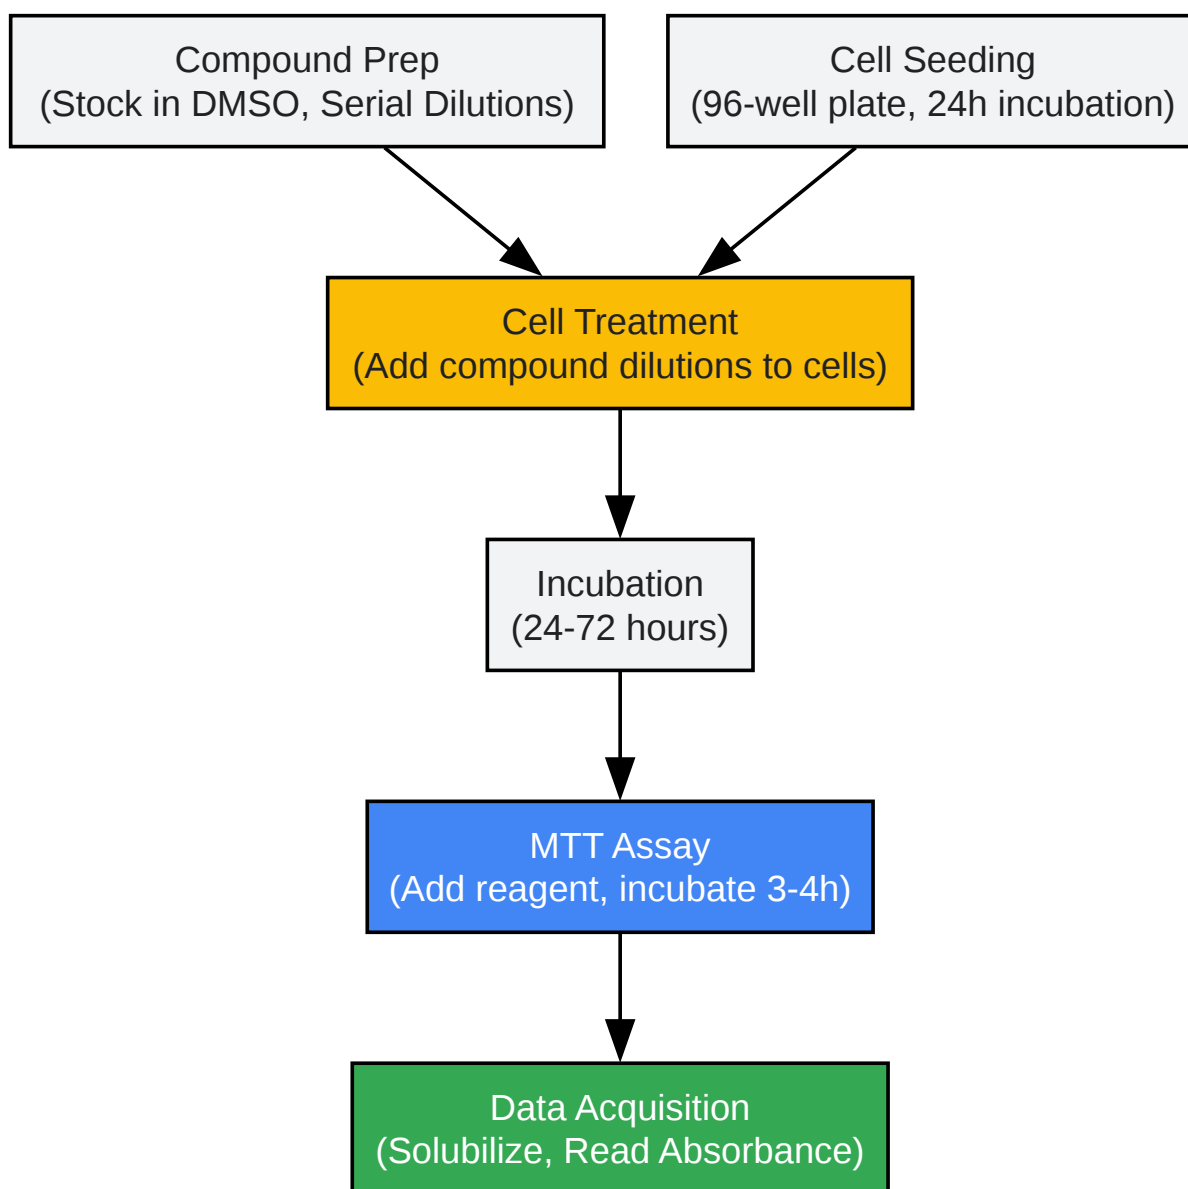 Compound Prep
(Stock in DMSO, Serial Dilutions)
Cell Seeding
(96-well plate, 24h incubation)
Cell Treatment
(Add compound dilutions to cells)
Incubation
(24-72 hours)
MTT Assay
(Add reagent, incubate 3-4h)
Data Acquisition
(Solubilize, Read Absorbance)